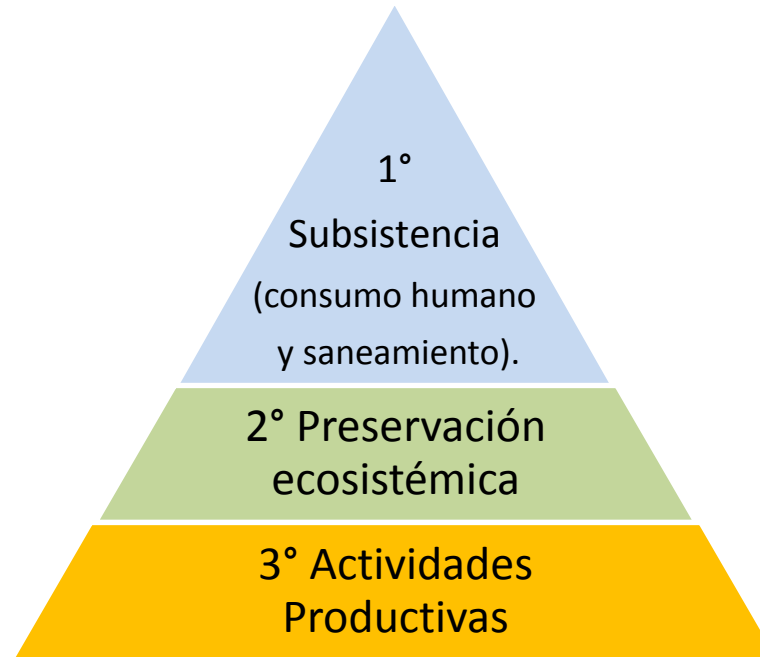 1°
Subsistencia
(consumo humano
y saneamiento).
2° Preservación
ecosistémica
3° Actividades
Productivas